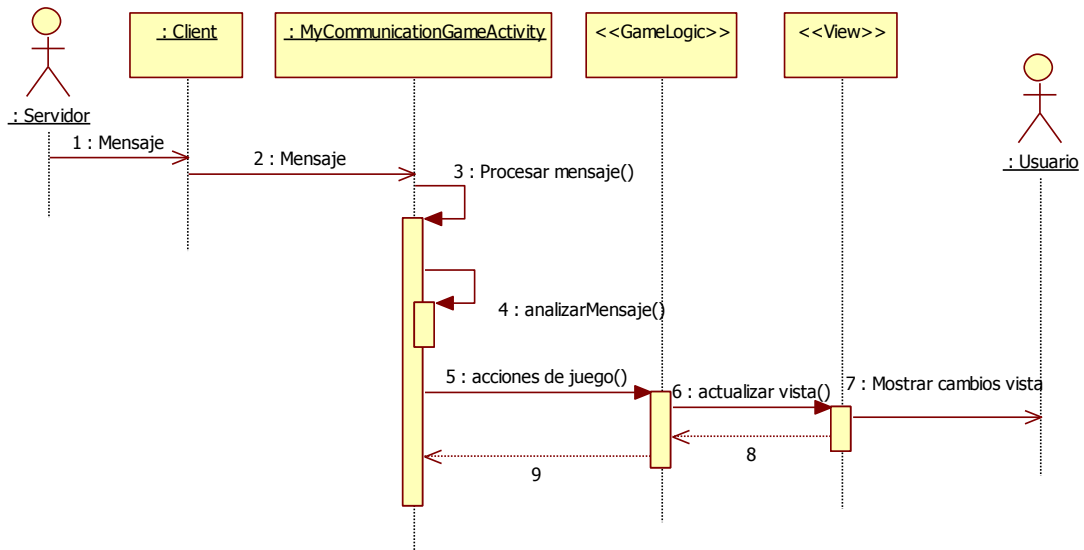 : Client
: MyCommunicationGameActivity
<<GameLogic>>
<<View>>
: Servidor
: Usuario
1 : Mensaje
2 : Mensaje
3 : Procesar mensaje()
4 : analizarMensaje()
5 : acciones de juego()
6 : actualizar vista()
7 : Mostrar cambios vista
8
9